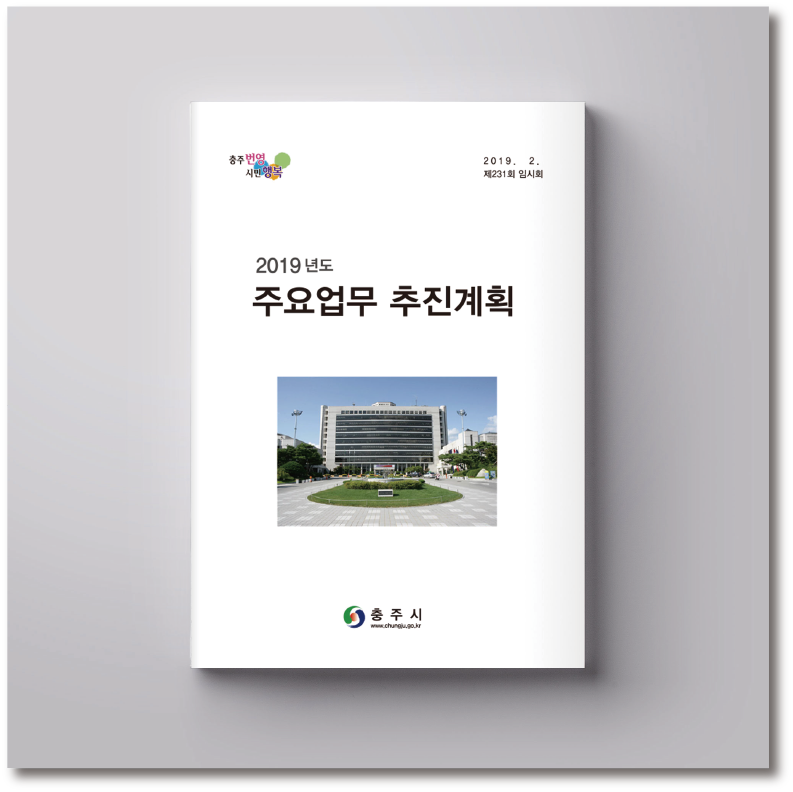 충주 번영
시민 행복
2019. 2.
제231회 임시회
2019 년도
주요업무 추진계획
충주시
www.chungju.go.kr